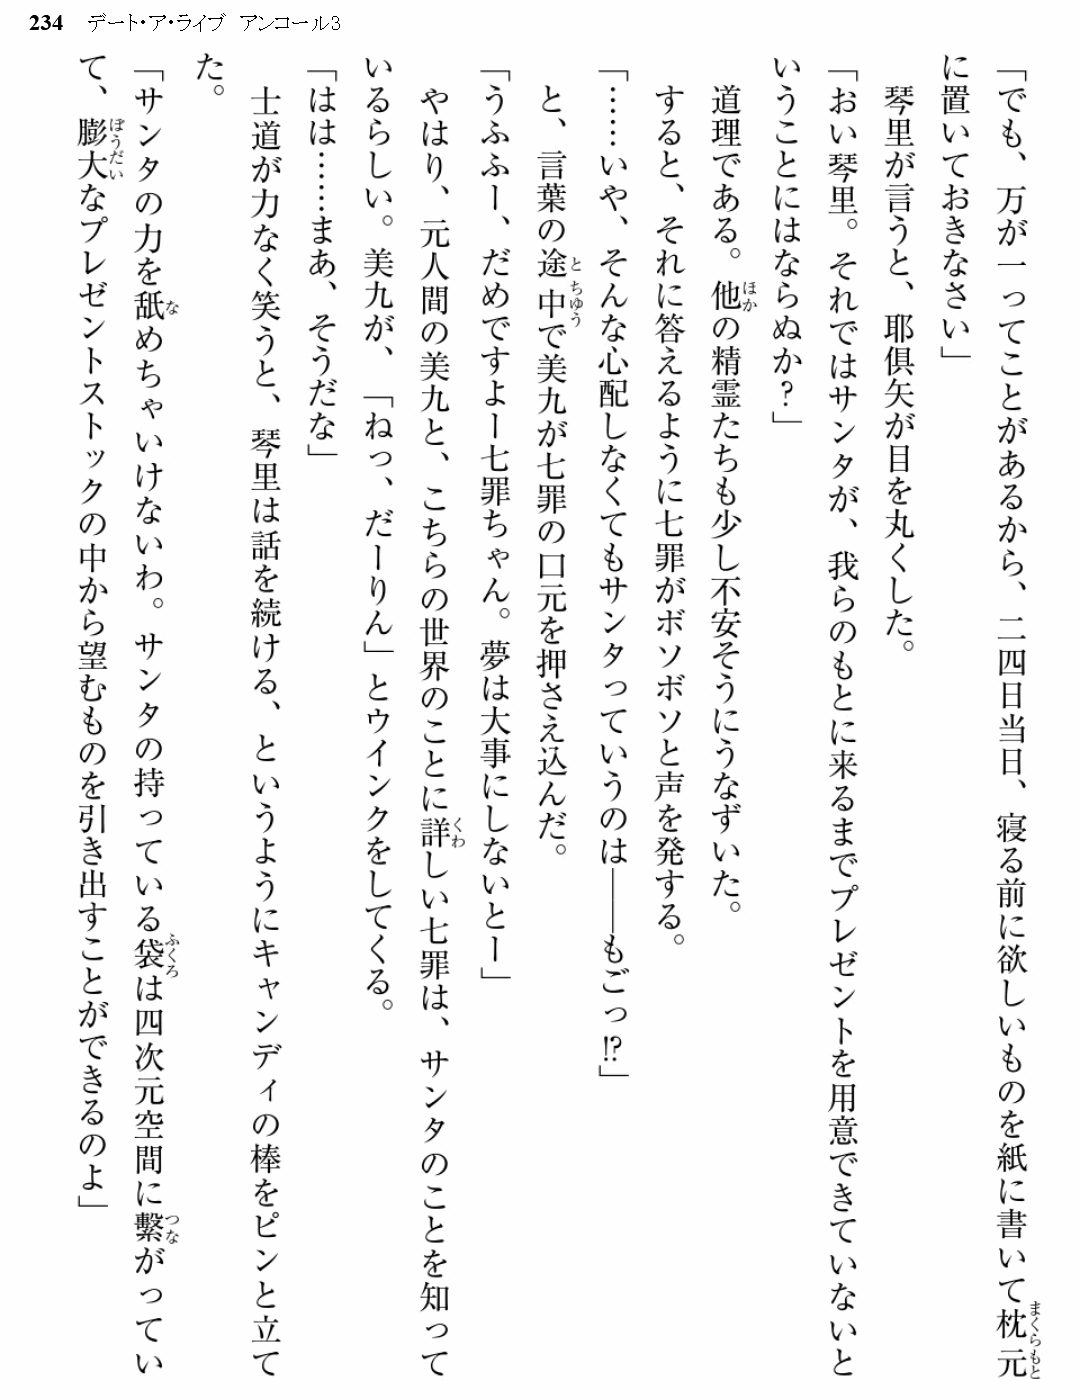 234 デート・ア・ライブ アンコール3
「でも、万が一ってことがあるから、二四日当日、寝る前に欲しいものを紙に書いて枕元
に置いておきなさい」
琴里が言うと、耶倶矢が目を丸くした。
「おい琴里。それではサンタが、我らのもとに来るまでプレゼントを用意できていないと
いうことにはならぬか？」
道理である。他の精霊たちも少し不安そうにうなずいた。
すると、それに答えるように七罪がボソボソと声を発する。
「……いや、そんな心配しなくてもサンタっていうのは――もごっ!?」
と、言葉の途中で美九が七罪の口元を押さえ込んだ。
「うふふー、だめですよー七罪ちゃん。夢は大事にしないとー」
やはり、元人間の美九と、こちらの世界のことに詳しい七罪は、サンタのことを知って
いるらしい。美九が、「ねっ、だーりん」とウインクをしてくる。
「はは……まあ、そうだな」
士道が力なく笑うと、琴里は話を続ける、というようにキャンディの棒をピンと立て
た。
「サンタの力を舐めちゃいけないわ。サンタの持っている袋は四次元空間に繫がってい
て、膨大なプレゼントストックの中から望むものを引き出すことができるのよ」